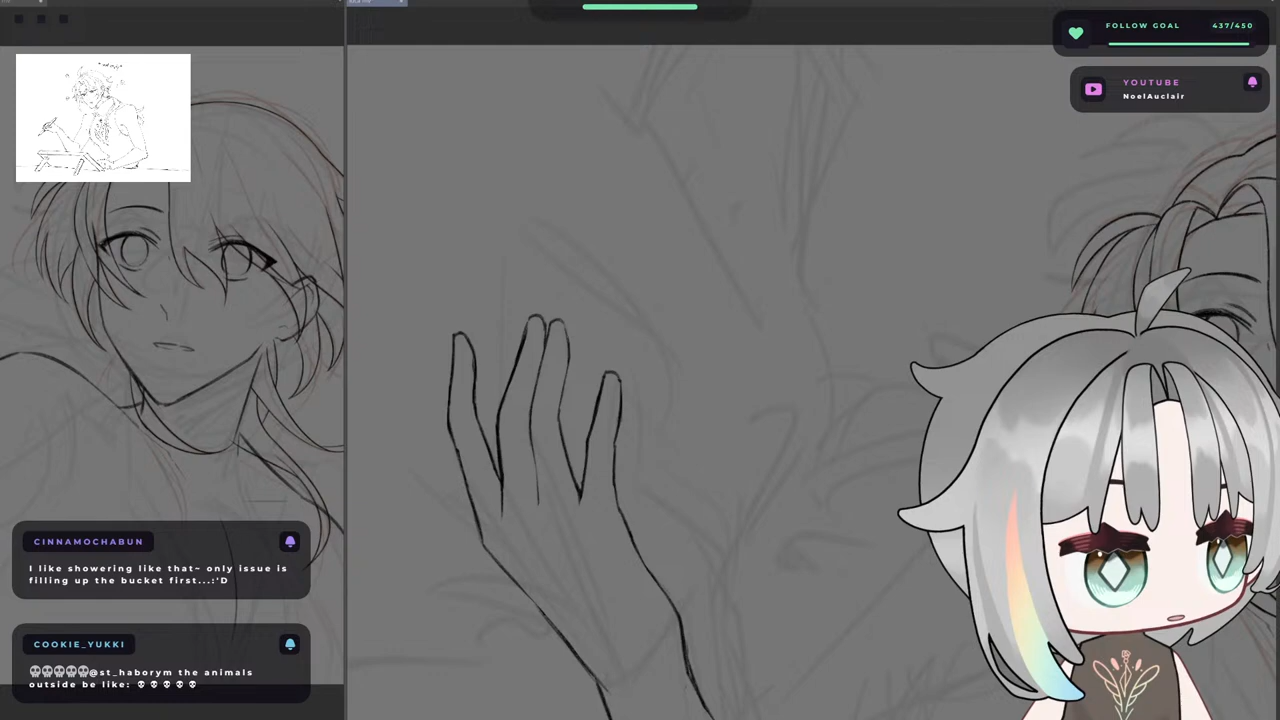 FOLLOW GOAL 437/450
YOUTUBE
NoelAuclair
CINNAMOCHABUN
I like showering like that~ only issue is
filling up the bucket first...:'D
COOKIE_YUKKI
💀💀💀💀💀@st_haborym the animals
outside be like: 💀 💀 💀 💀 💀